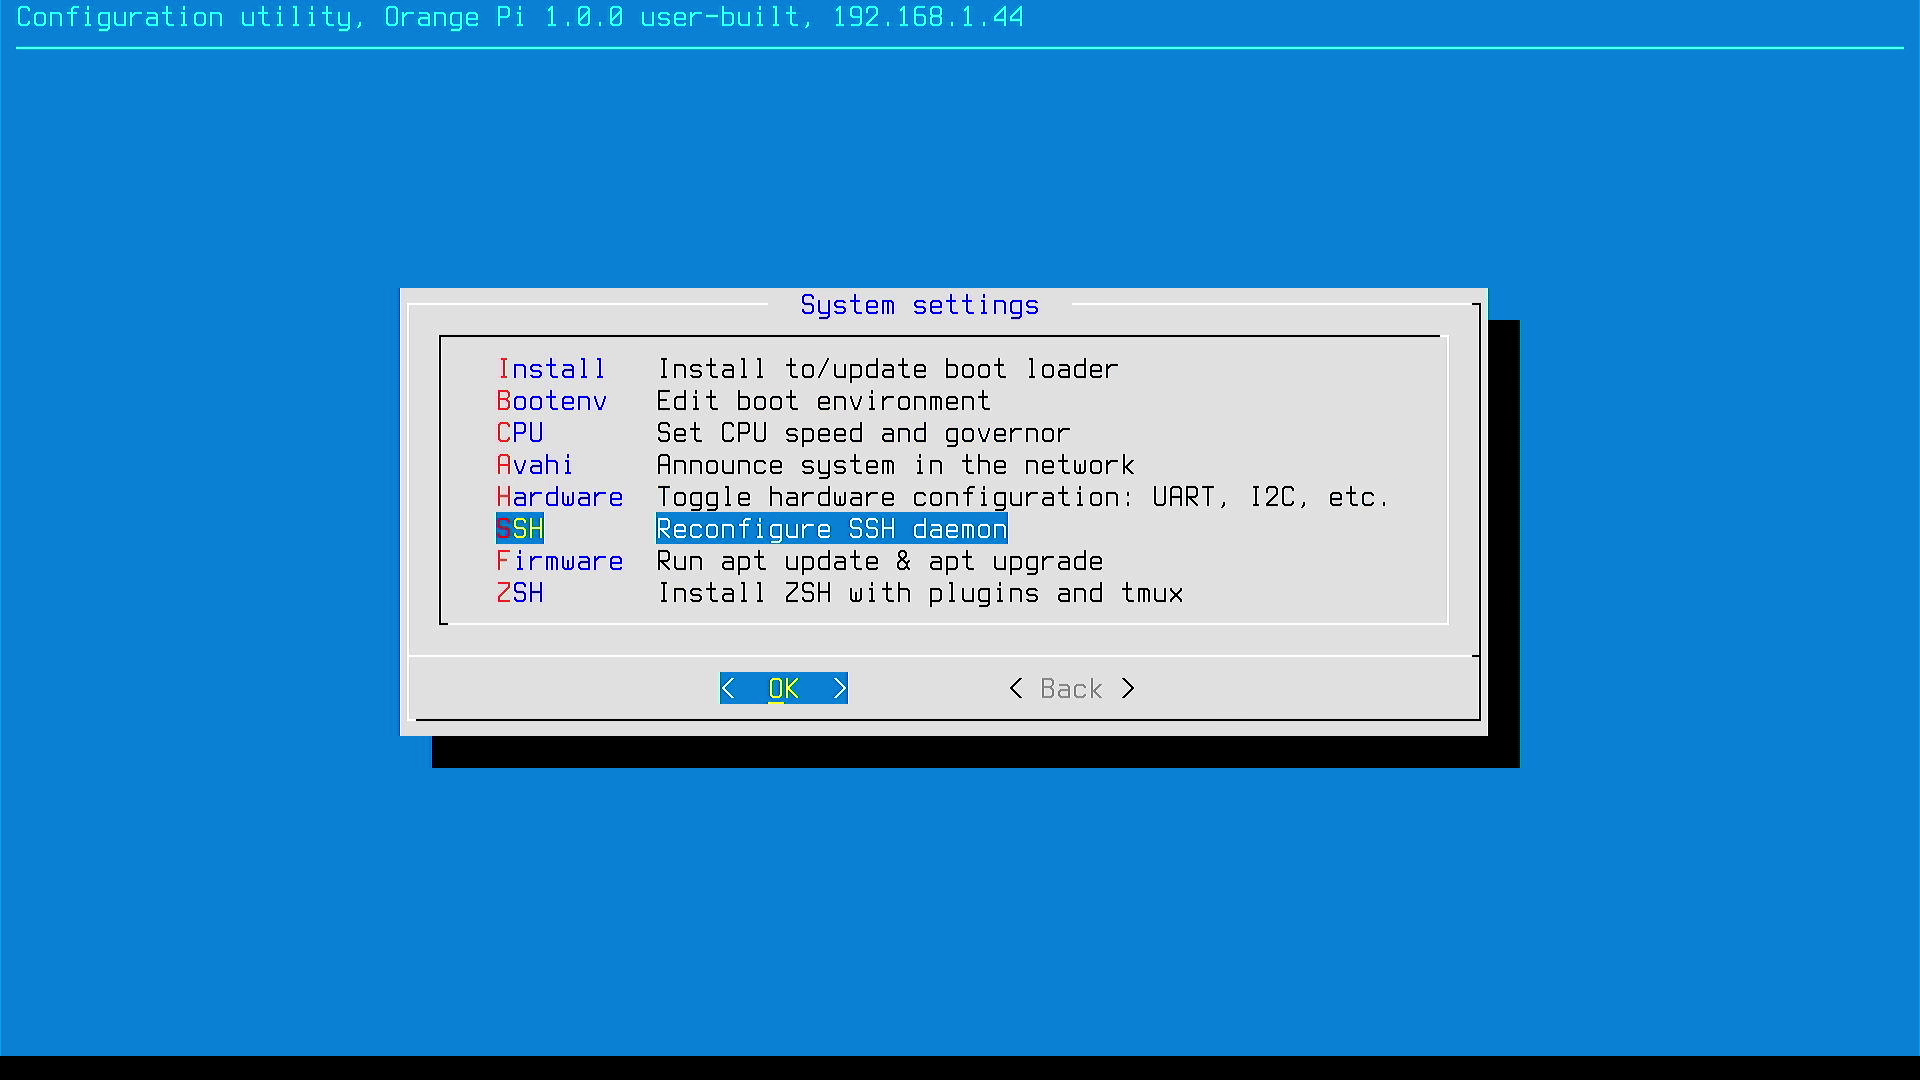 Configuration utility, Orange Pi 1.0.0 user-built, 192.168.1.44
System settings
Install Install to/update boot loader
Bootenv Edit boot environment
CPU Set CPU speed and governor
Avahi Announce system in the network
Hardware Toggle hardware configuration: UART, I2C, etc.
SSH Reconfigure SSH daemon
Firmware Run apt update & apt upgrade
ZSH Install ZSH with plugins and tmux
< OK > < Back >